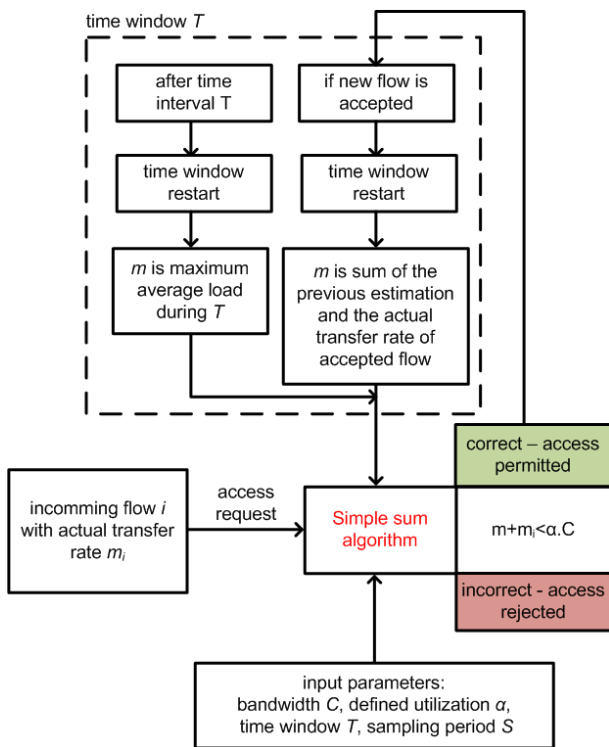 time window T
after time
interval T
if new flow is
accepted
time window
restart
time window
restart
m is maximum
average load
during T
m is sum of the
previous estimation
and the actual
transfer rate of
accepted flow
correct – access
permitted
incomming flow i
with actual transfer
rate mᵢ
access
request
Simple sum
algorithm
m+mᵢ<α.C
incorrect - access
rejected
input parameters:
bandwidth C, defined utilization α,
time window T, sampling period S